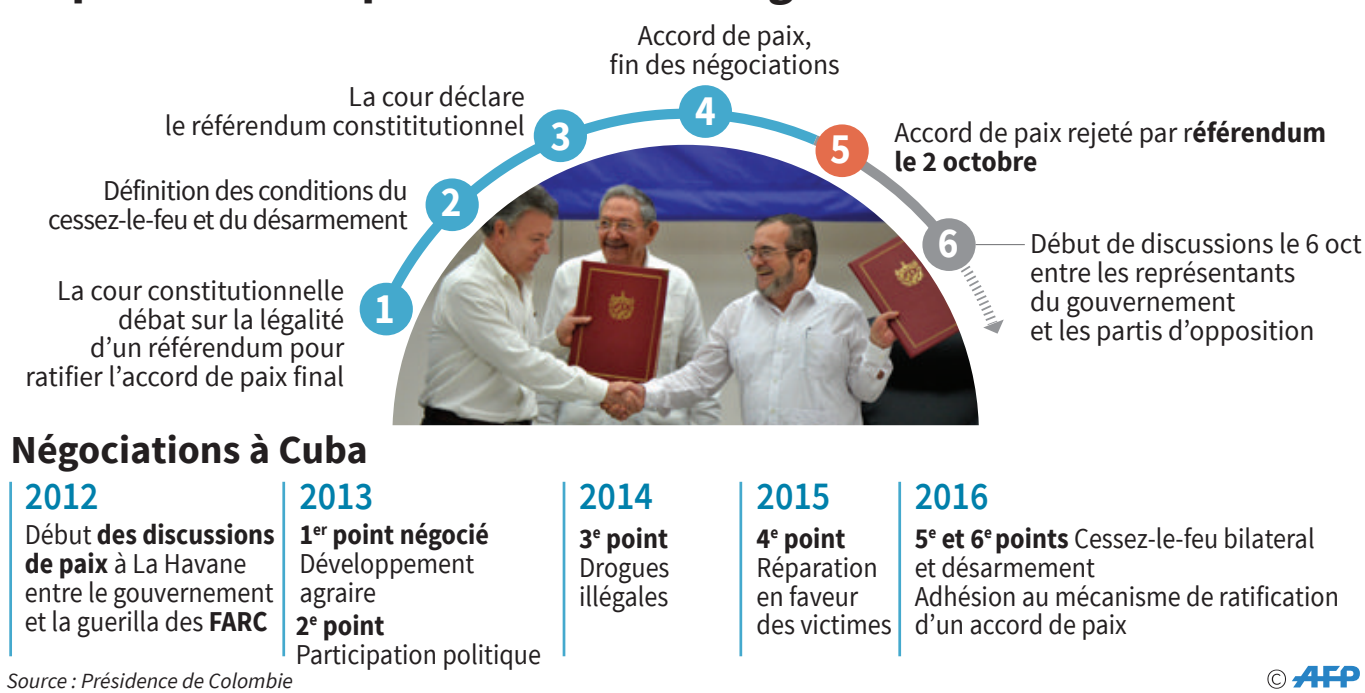 Accord de paix,
fin des négociations
La cour déclare
le référendum constititutionnel
4
3
5
Accord de paix rejeté par référendum
le 2 octobre
Définition des conditions du
cessez-le-feu et du désarmement
2
6
Début de discussions le 6 oct
entre les représentants
du gouvernement
et les partis d’opposition
La cour constitutionnelle
débat sur la légalité
d’un référendum pour
ratifier l’accord de paix final
1
Négociations à Cuba
2012
Début des discussions
de paix à La Havane
entre le gouvernement
et la guerilla des FARC
2013
1er point négocié
Développement
agraire
2e point
Participation politique
2014
3e point
Drogues
illégales
2015
4e point
Réparation
en faveur
des victimes
2016
5e et 6e points Cessez-le-feu bilateral
et désarmement
Adhésion au mécanisme de ratification
d’un accord de paix
Source : Présidence de Colombie
© AFP